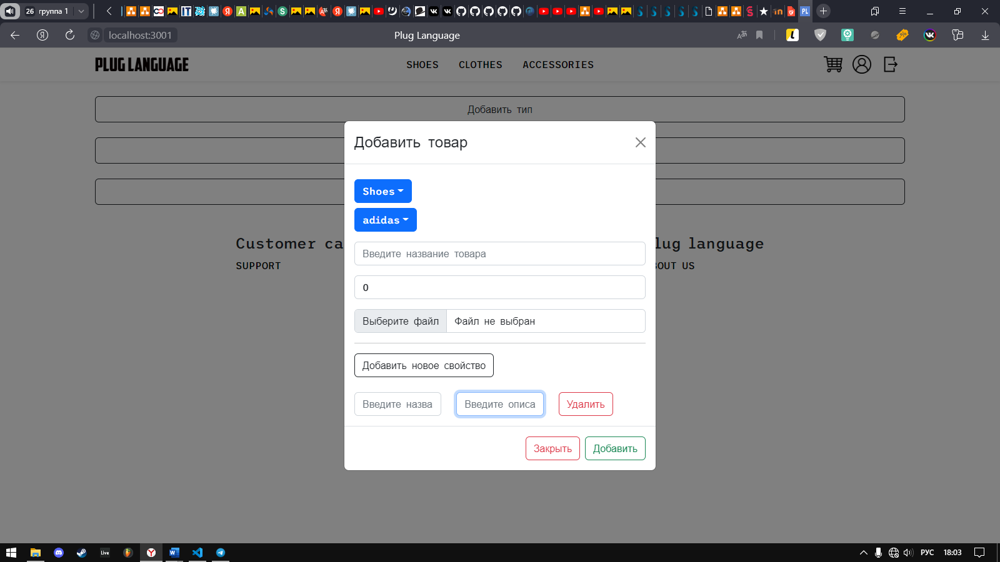 26 группа 1
localhost:3001
Plug Language
PLUG LANGUAGE
SHOES CLOTHES ACCESSORIES
Добавить тип
Добавить товар
Shoes
adidas
Введите название товара
0
Выберите файл Файл не выбран
Добавить новое свойство
Введите назва Введите описа Удалить
Закрыть Добавить
Customer ca
lug language
SUPPORT
OUT US
РУС 18:03